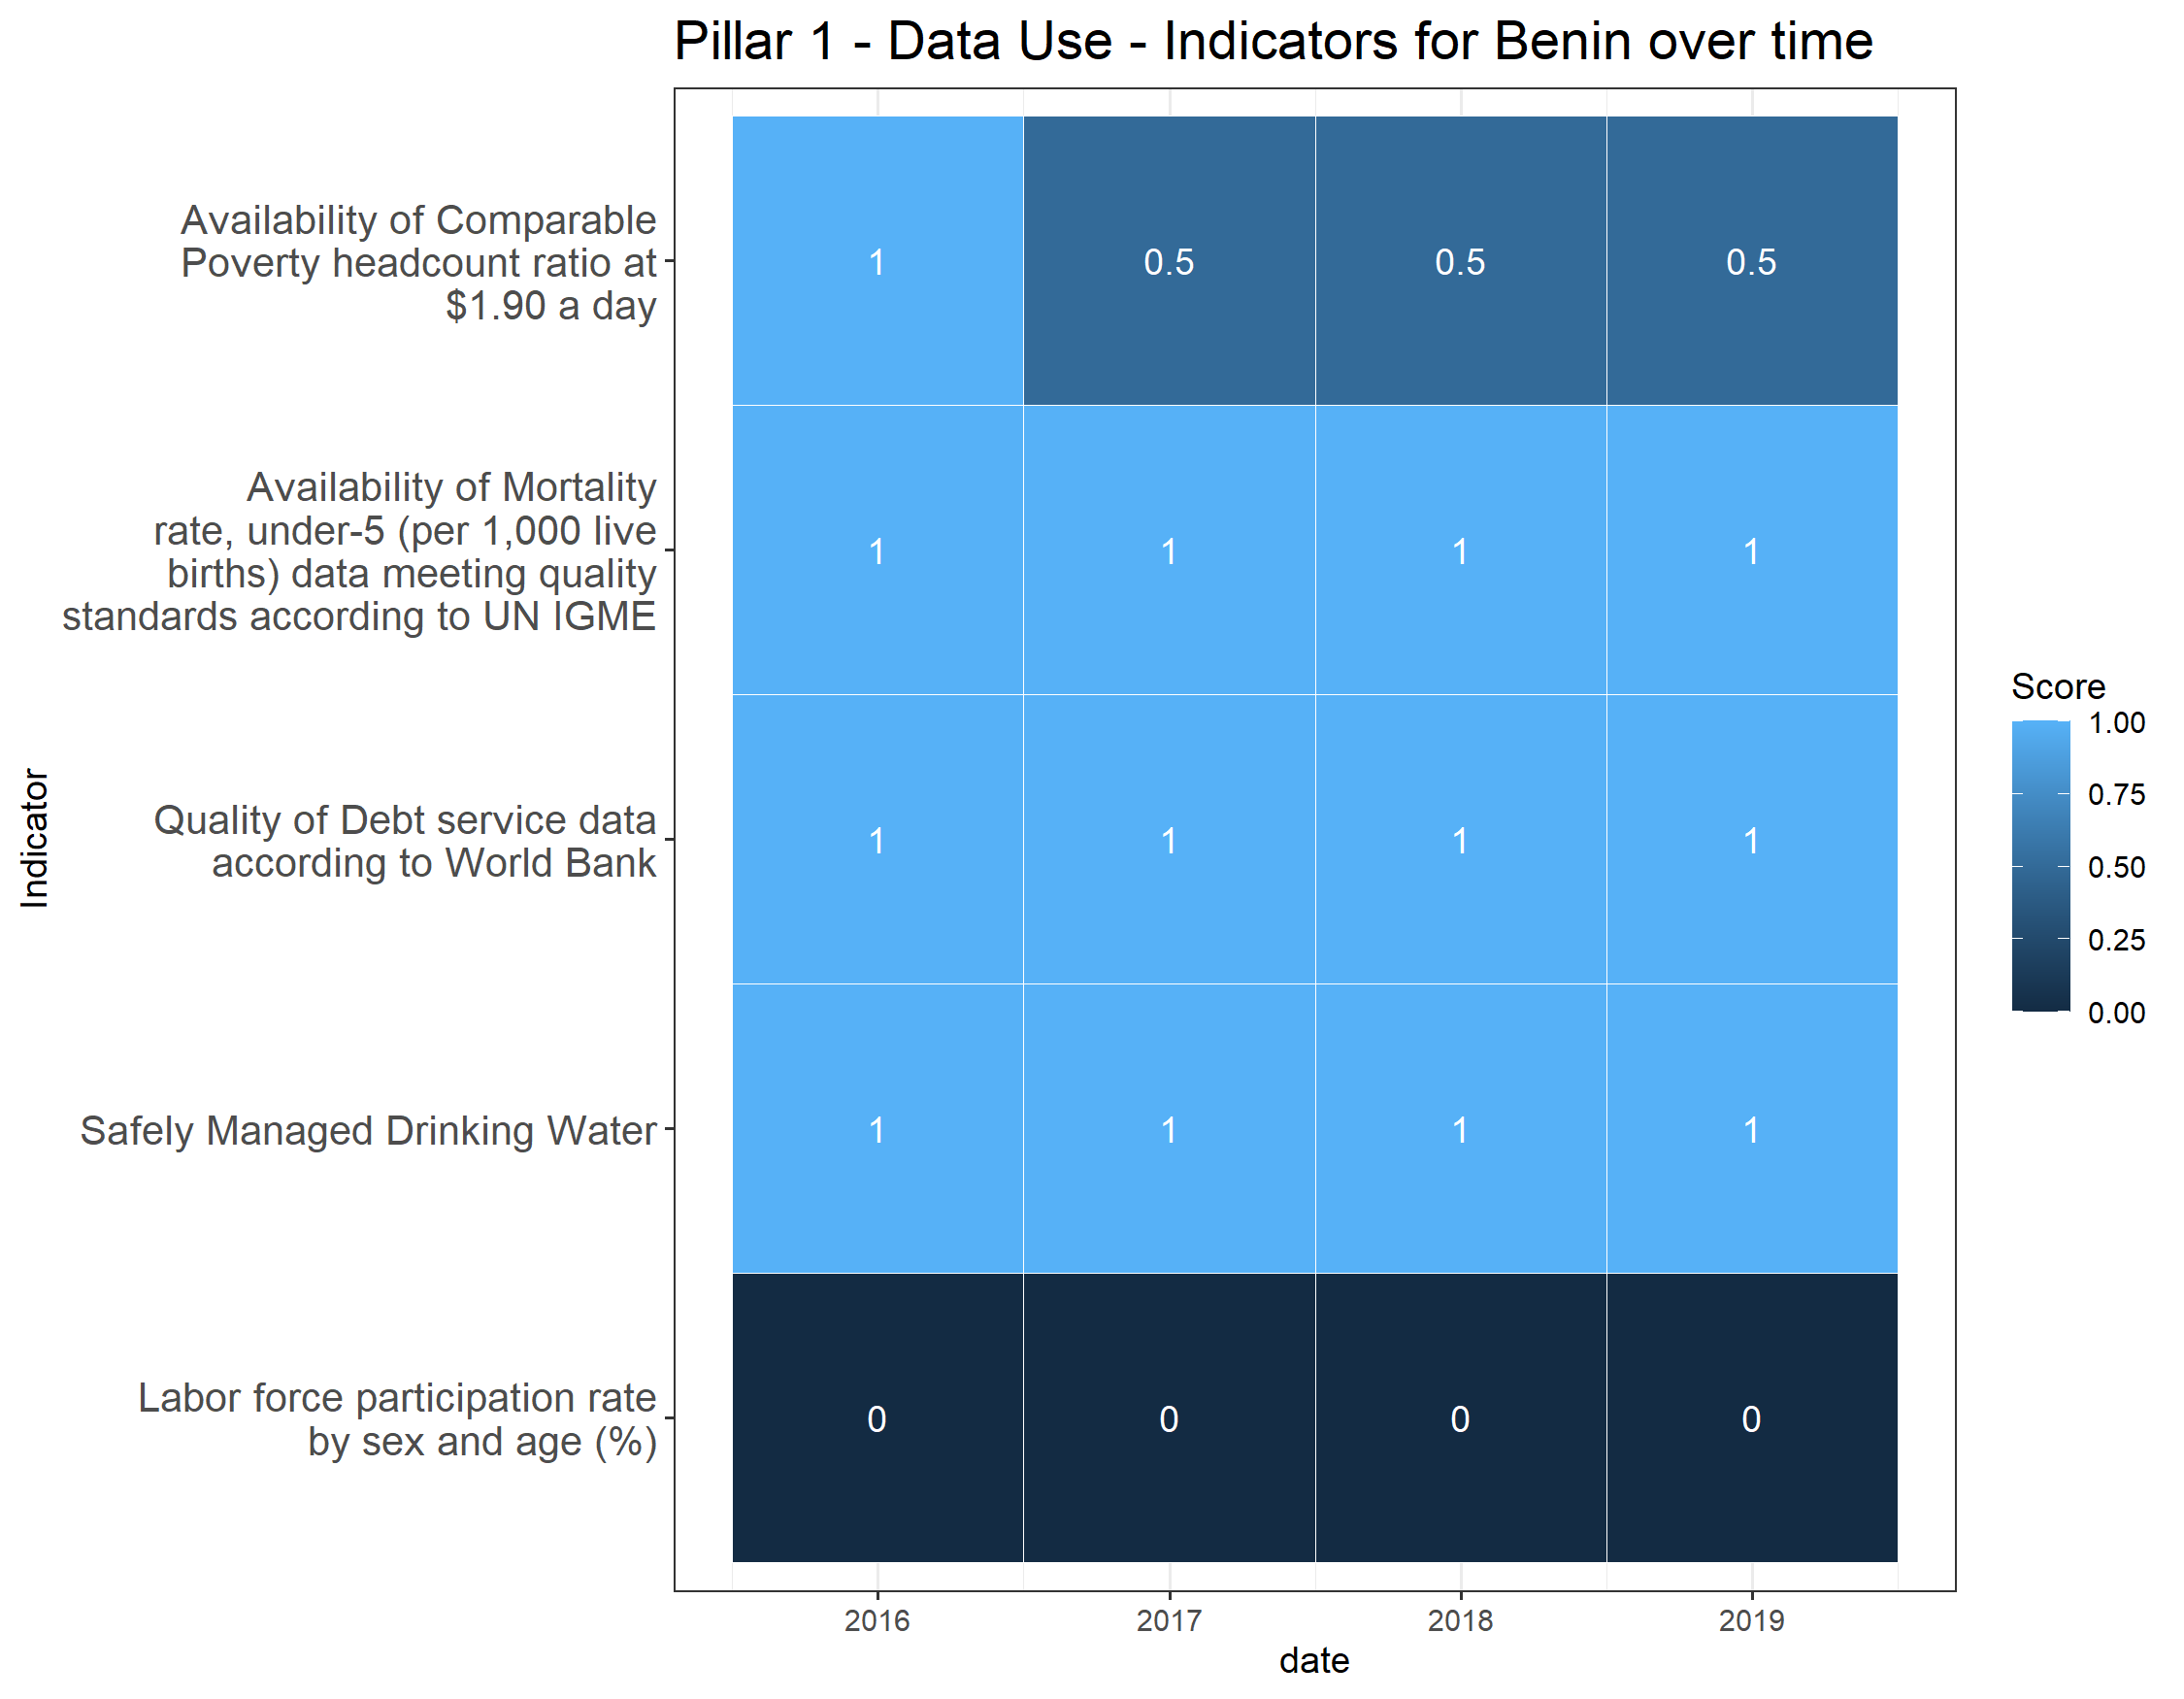 Pillar 1 - Data Use - Indicators for Benin over time
Indicator
Availability of Comparable
Poverty headcount ratio at
$1.90 a day
1 0.5 0.5 0.5
Availability of Mortality
rate, under-5 (per 1,000 live
births) data meeting quality
standards according to UN IGME
1 1 1 1
Quality of Debt service data
according to World Bank
1 1 1 1
Safely Managed Drinking Water
1 1 1 1
Labor force participation rate
by sex and age (%)
0 0 0 0
2016 2017 2018 2019
date
Score
1.00
0.75
0.50
0.25
0.00